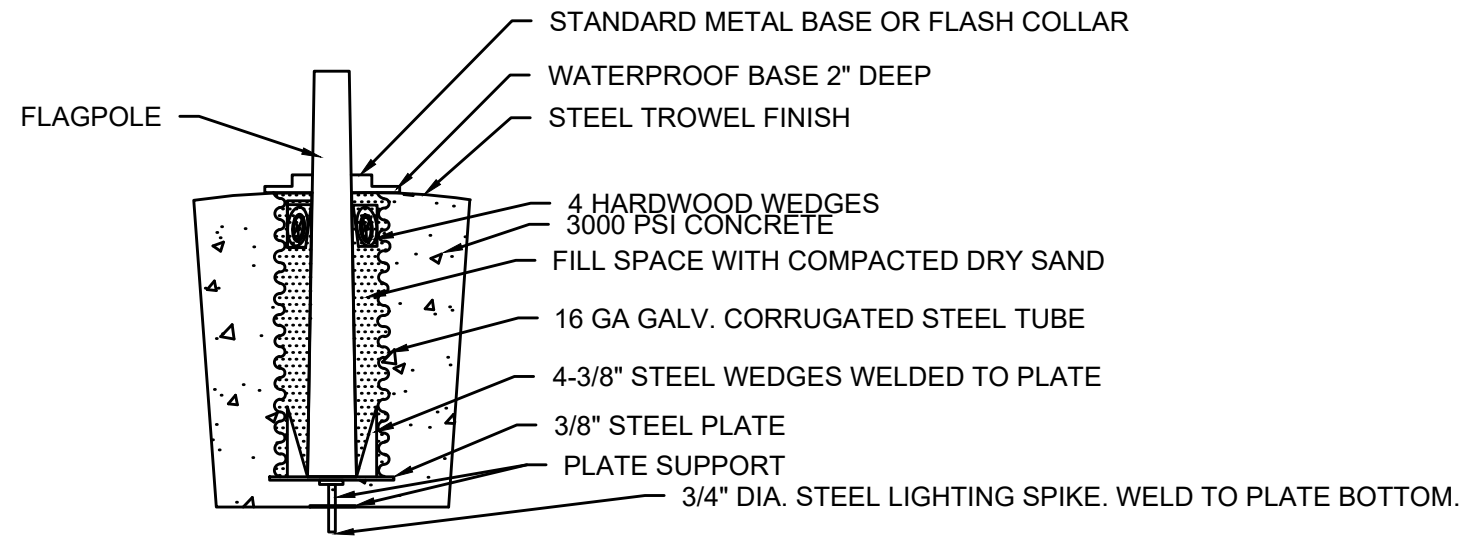 STANDARD METAL BASE OR FLASH COLLAR
WATERPROOF BASE 2" DEEP
FLAGPOLE
STEEL TROWEL FINISH
4 HARDWOOD WEDGES
3000 PSI CONCRETE
FILL SPACE WITH COMPACTED DRY SAND
16 GA GALV. CORRUGATED STEEL TUBE
4-3/8" STEEL WEDGES WELDED TO PLATE
3/8" STEEL PLATE
PLATE SUPPORT
3/4" DIA. STEEL LIGHTING SPIKE. WELD TO PLATE BOTTOM.